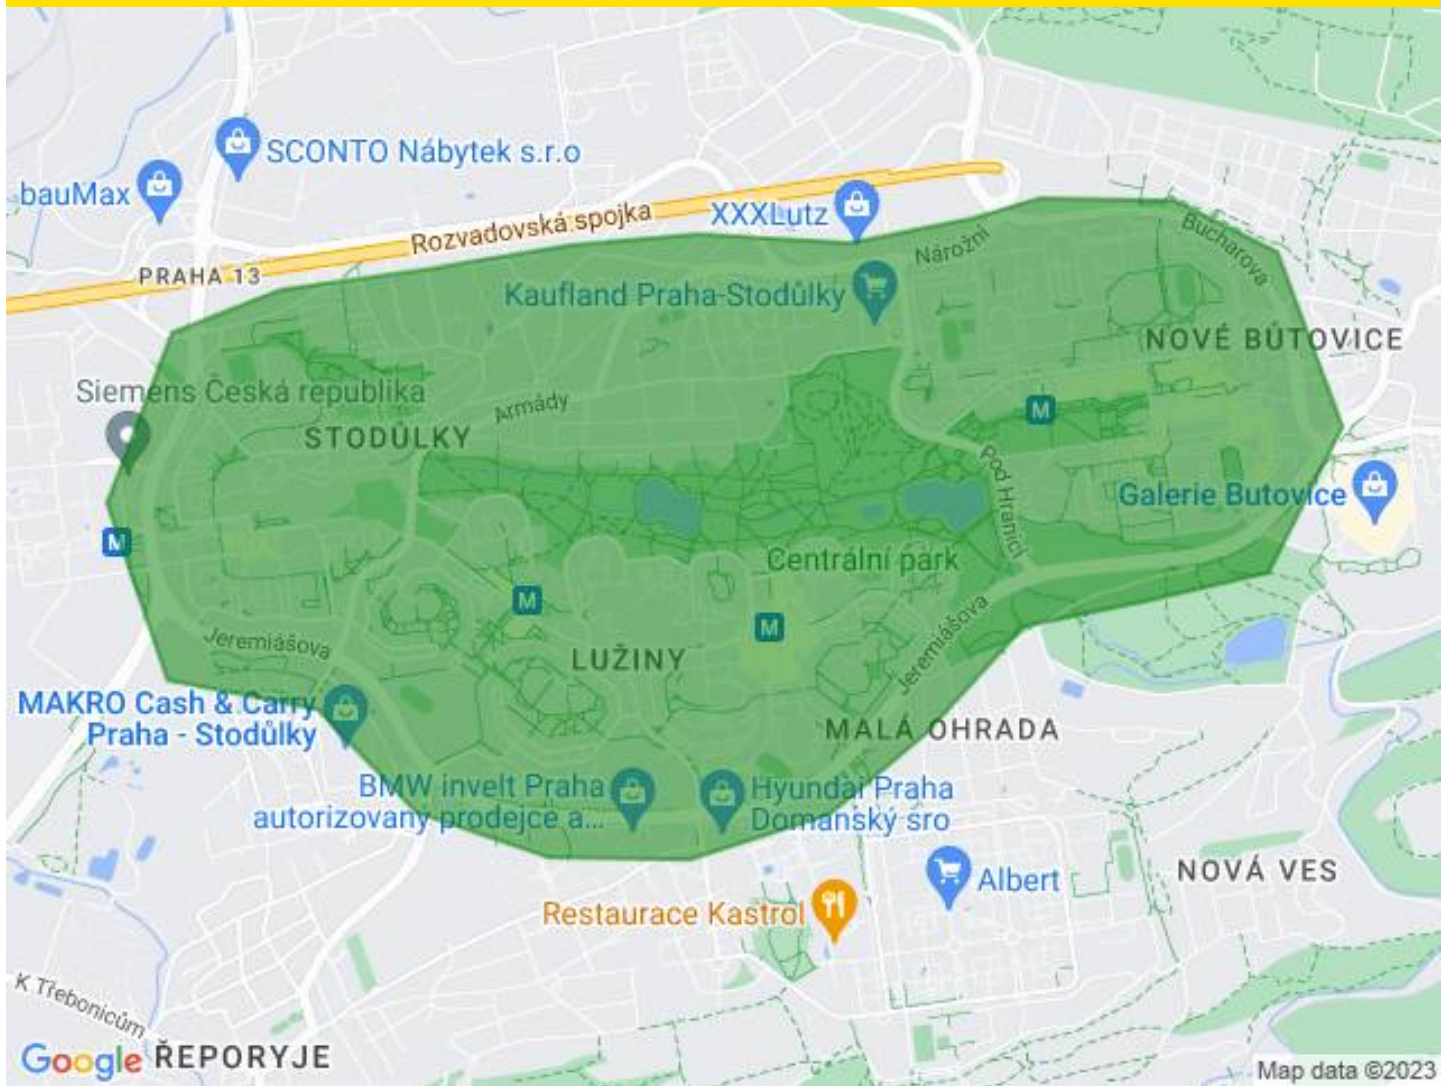 SCONTO Nábytek s.r.o
bauMax
Rozvadovská spojka
XXXLutz
Bucharova
Nárožní
PRAHA 13
Kaufland Praha-Stodůlky
NOVÉ BUTOVICE
Siemens Česká republika
Armády
M
STODŮLKY
Pod Hranicí
Galerie Butovice
M
Centrální park
M
M
Jeremiášova
Jeremiášova
LUŽINY
MAKRO Cash & Carry
Praha - Stodůlky
MALÁ OHRADA
BMW invelt Praha
autorizovaný prodejce a...
Hyundai Praha
Domanský sro
NOVÁ VES
Albert
Restaurace Kastrol
K Třebonicům
Google
ŘEPORYJE
Map data ©2023